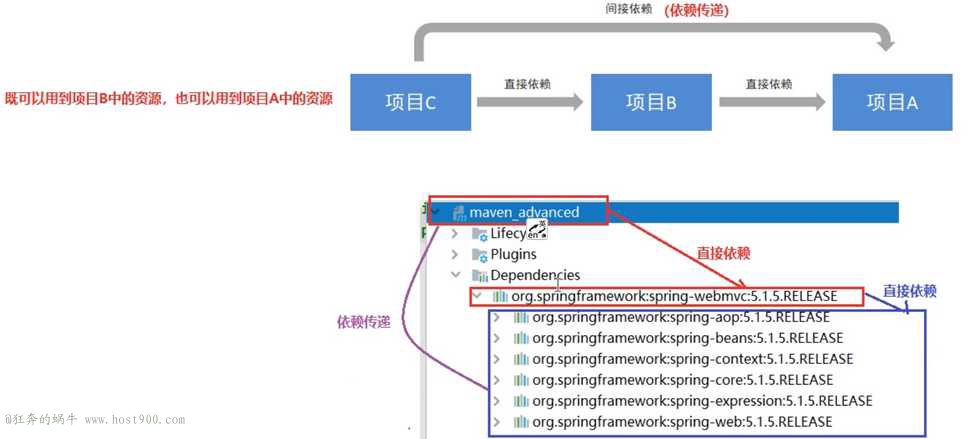 间接依赖 (依赖传递)
既可以用到项目B中的资源，也可以用到项目A中的资源
项目C
直接依赖
项目B
直接依赖
项目A
maven_advanced
Lifecy
英
en
Plugins
直接依赖
Dependencies
org.springframework:spring-webmvc:5.1.5.RELEASE
直接依赖
org.springframework:spring-aop:5.1.5.RELEASE
依赖传递
org.springframework:spring-beans:5.1.5.RELEASE
org.springframework:spring-context:5.1.5.RELEASE
org.springframework:spring-core:5.1.5.RELEASE
org.springframework:spring-expression:5.1.5.RELEASE
org.springframework:spring-web:5.1.5.RELEASE
@狂奔的蜗牛 www.host900.com